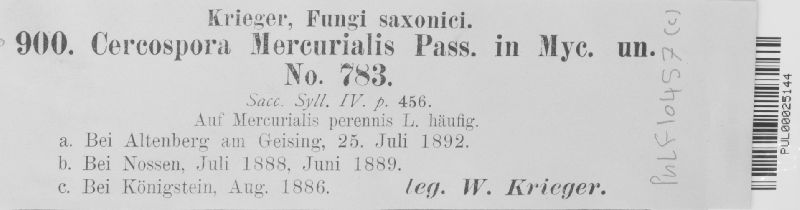 Krieger, Fungi saxonici.
900. Cercospora Mercurialis Pass. in Myc. un.
No. 783.
Sacc. Syll. IV. p. 456.
Auf Mercurialis perennis L. häufig.
a. Bei Altenberg am Geising, 25. Juli 1892.
b. Bei Nossen, Juli 1888, Juni 1889.
c. Bei Königstein, Aug. 1886. leg. W. Krieger.
PULF10457 (c)
PUL00025144